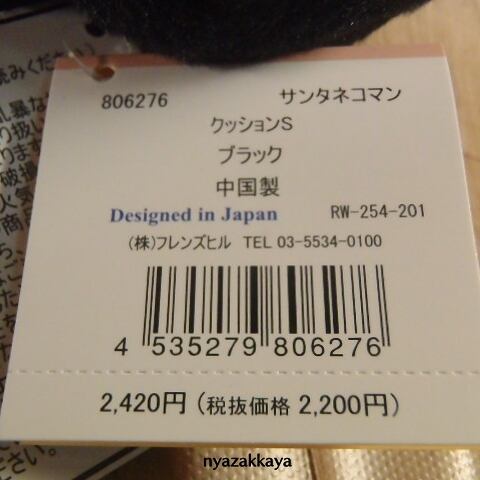 806276 サンタネコマン
クッションS
ブラック
中国製
Designed in Japan RW-254-201
(株)フレンズヒル TEL 03-5534-0100
4 535279 806276
2,420円 (税抜価格 2,200円)
nyazakkaya